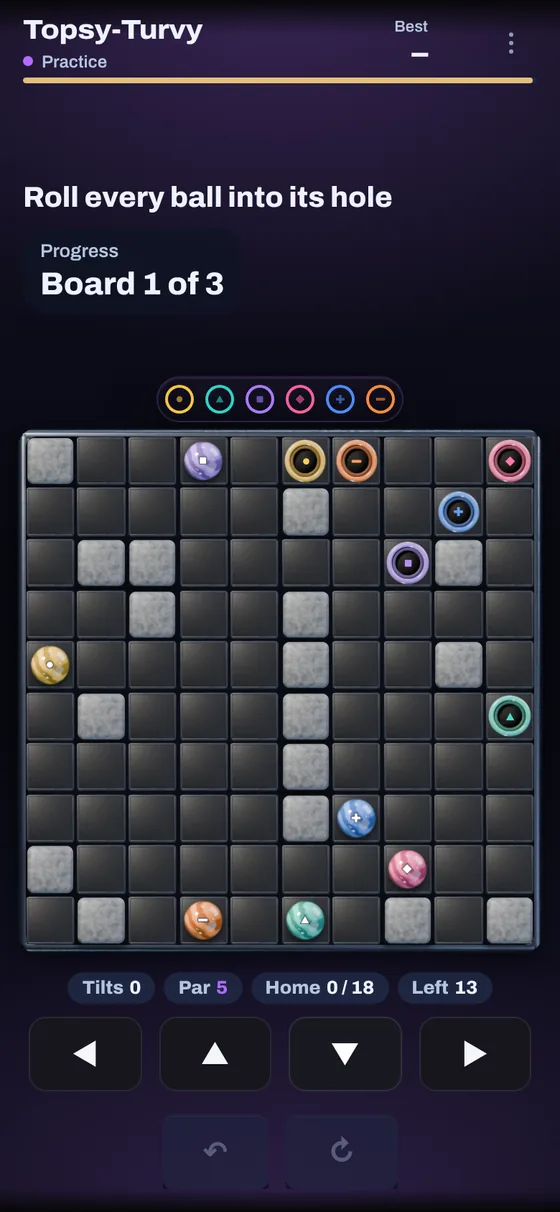 Topsy-Turvy
Best
Practice
–
Roll every ball into its hole
Progress
Board 1 of 3
Tilts 0
Par 5
Home 0/18
Left 13